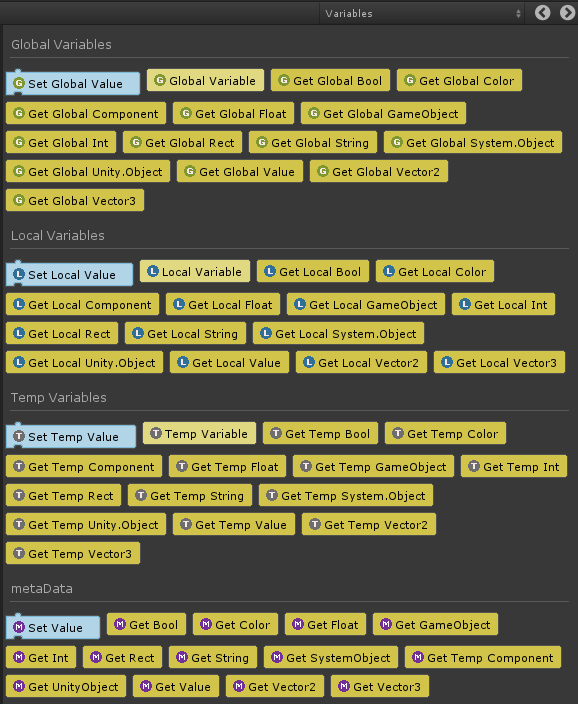 Variables
Global Variables
G Set Global Value G Global Variable G Get Global Bool G Get Global Color
G Get Global Component G Get Global Float G Get Global GameObject
G Get Global Int G Get Global Rect G Get Global String G Get Global System.Object
G Get Global Unity.Object G Get Global Value G Get Global Vector2
G Get Global Vector3
Local Variables
L Set Local Value L Local Variable L Get Local Bool L Get Local Color
L Get Local Component L Get Local Float L Get Local GameObject L Get Local Int
L Get Local Rect L Get Local String L Get Local System.Object
L Get Local Unity.Object L Get Local Value L Get Local Vector2 L Get Local Vector3
Temp Variables
T Set Temp Value T Temp Variable T Get Temp Bool T Get Temp Color
T Get Temp Component T Get Temp Float T Get Temp GameObject T Get Temp Int
T Get Temp Rect T Get Temp String T Get Temp System.Object
T Get Temp Unity.Object T Get Temp Value T Get Temp Vector2
T Get Temp Vector3
metaData
M Set Value M Get Bool M Get Color M Get Float M Get GameObject
M Get Int M Get Rect M Get String M Get SystemObject M Get Temp Component
M Get UnityObject M Get Value M Get Vector2 M Get Vector3